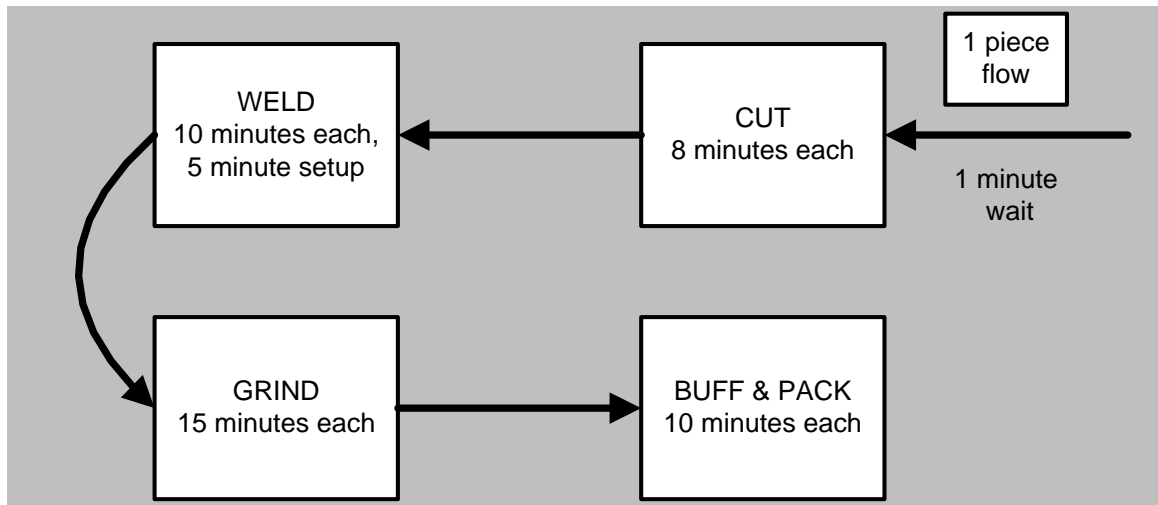 1 piece
flow
1 minute
wait
CUT
8 minutes each
WELD
10 minutes each,
5 minute setup
GRIND
15 minutes each
BUFF & PACK
10 minutes each